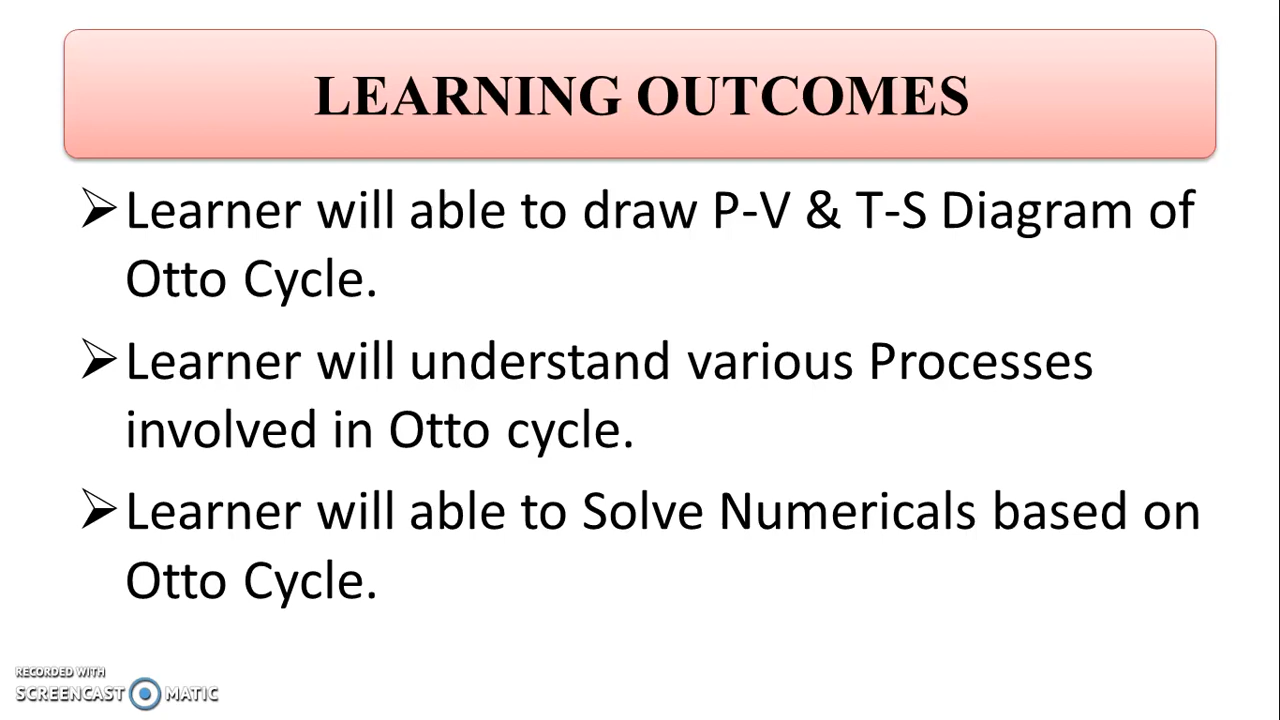 LEARNING OUTCOMES
Learner will able to draw P-V & T-S Diagram of
Otto Cycle.
Learner will understand various Processes
involved in Otto cycle.
Learner will able to Solve Numericals based on
Otto Cycle.
RECORDED WITH
SCREENCAST MATIC